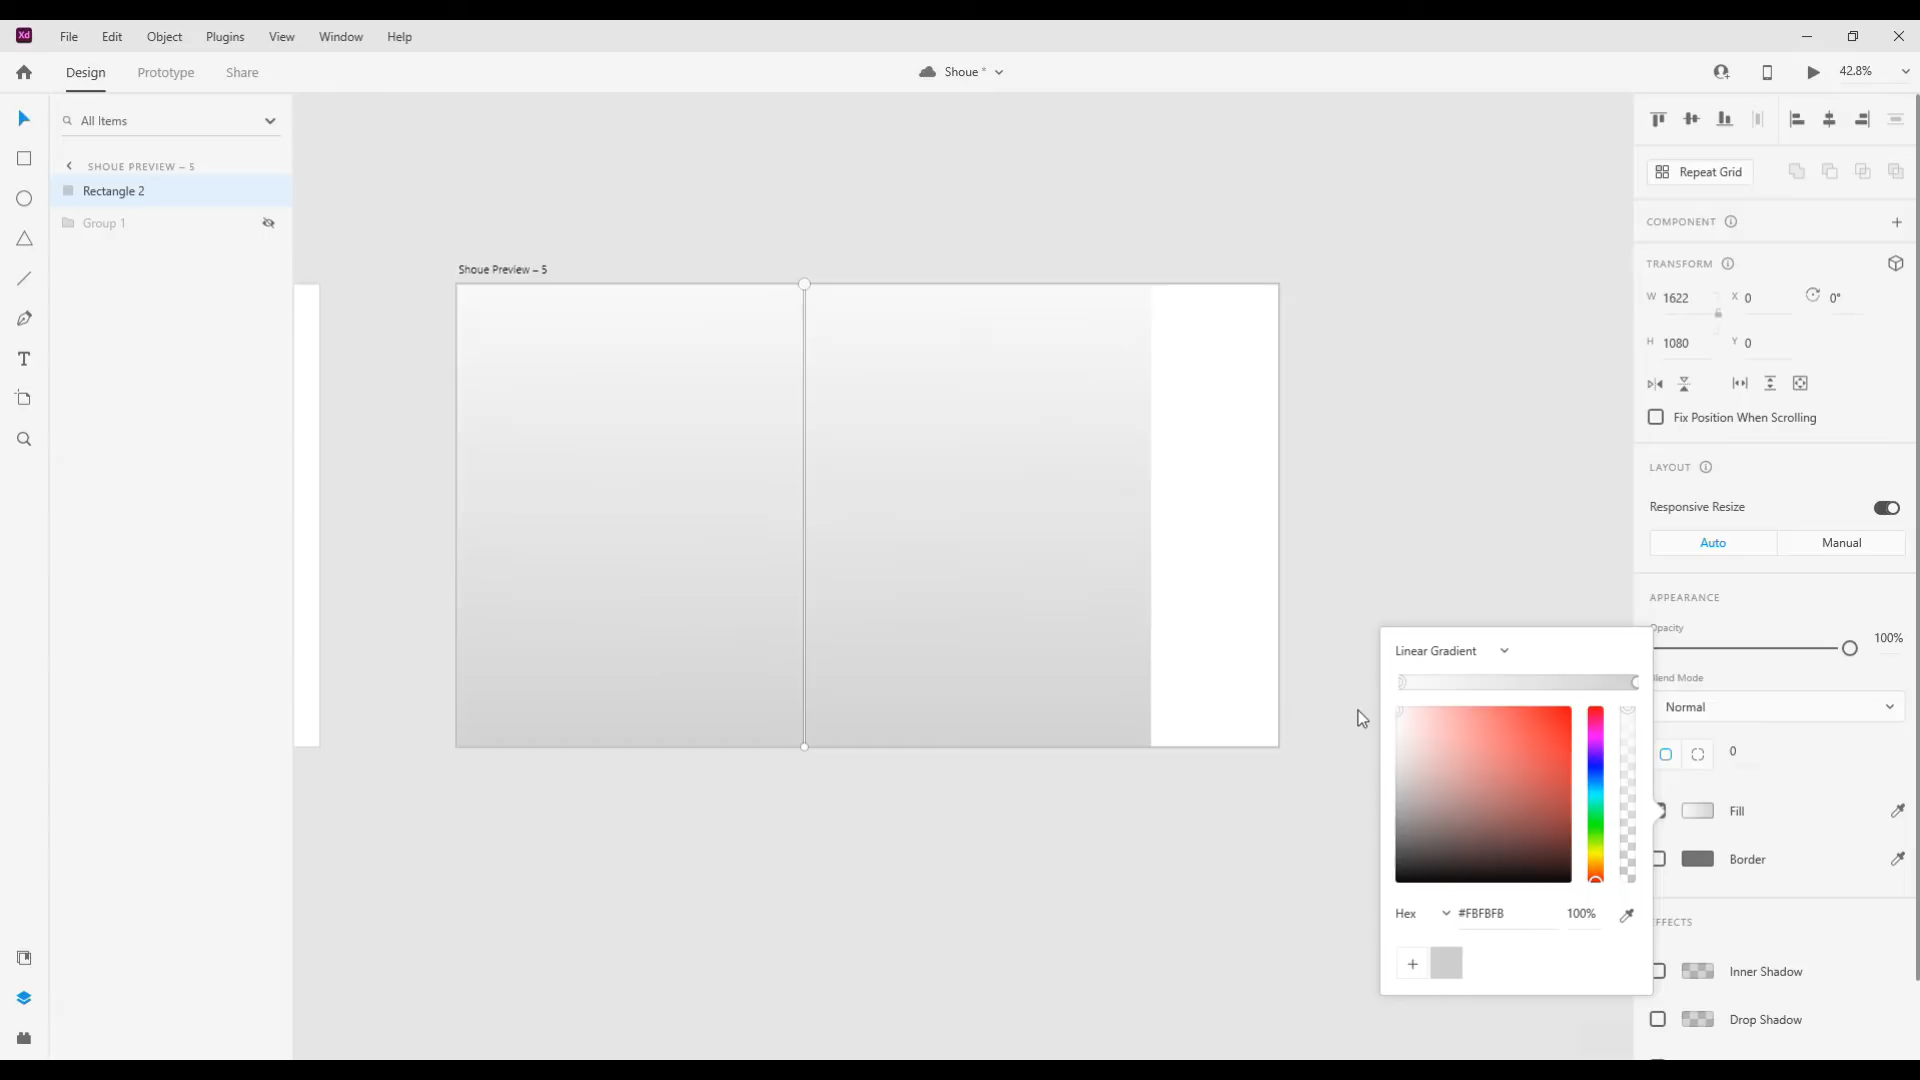 Xd File Edit Object Plugins View Window Help
Design Prototype Share Shoue * 42.8%
All Items
SHOUE PREVIEW – 5
Rectangle 2
Group 1
T
Shoue Preview – 5
Repeat Grid
COMPONENT
TRANSFORM
W 1622 X 0 0°
H 1080 Y 0
Fix Position When Scrolling
LAYOUT
Responsive Resize
Auto Manual
APPEARANCE
Opacity
100%
Blend Mode
Normal
0
Fill
Border
EFFECTS
Inner Shadow
Drop Shadow
Linear Gradient
Hex #FBFBFB 100%
+